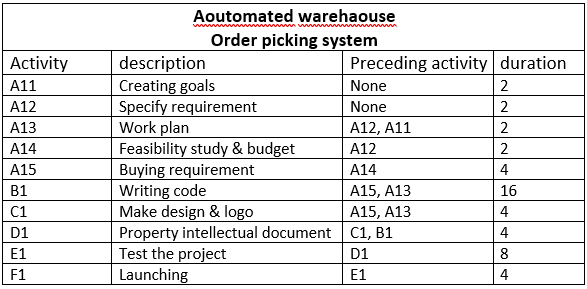 Aoutomated warehaouse
Order picking system
Activity description Preceding activity duration
A11 Creating goals None 2
A12 Specify requirement None 2
A13 Work plan A12, A11 2
A14 Feasibility study & budget A12 2
A15 Buying requirement A14 4
B1 Writing code A15, A13 16
C1 Make design & logo A15, A13 4
D1 Property intellectual document C1, B1 4
E1 Test the project D1 8
F1 Launching E1 4